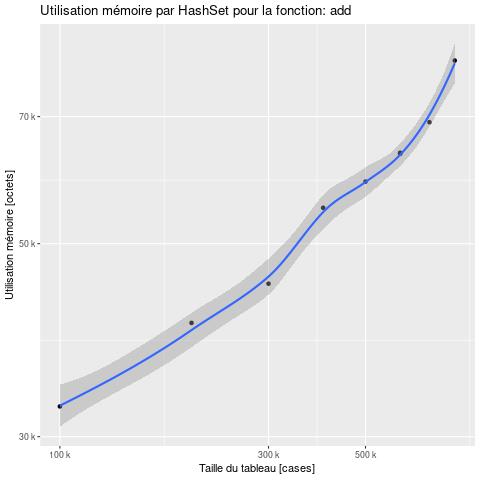 Utilisation mémoire par HashSet pour la fonction: add
Utilisation mémoire [octets]
70 k
50 k
30 k
100 k
300 k
500 k
Taille du tableau [cases]